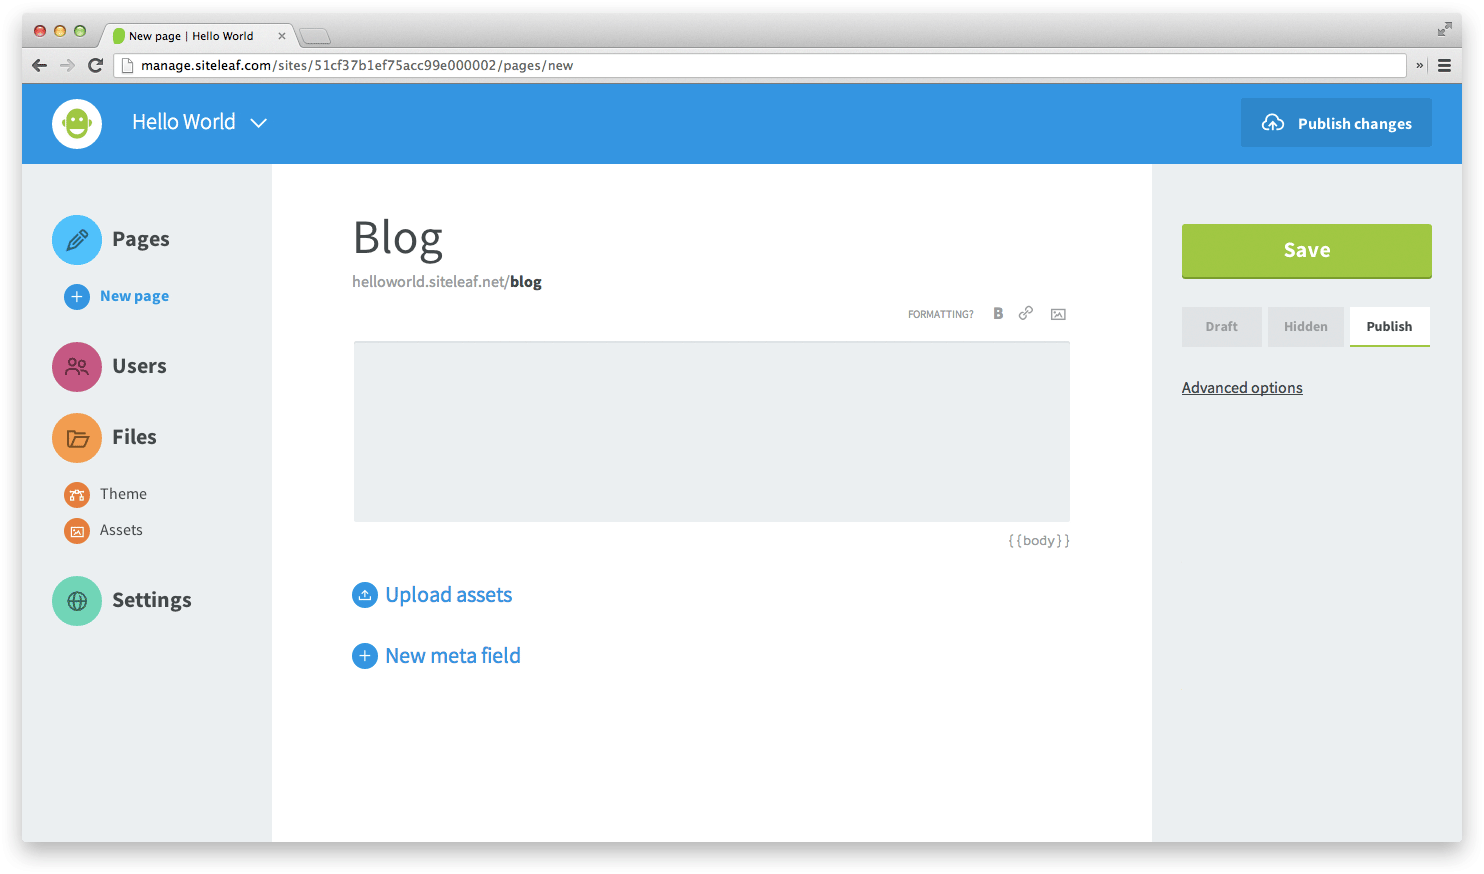 New page | Hello World
manage.siteleaf.com/sites/51cf37b1ef75acc99e000002/pages/new
Hello World
Publish changes
Pages
New page
Users
Files
Theme
Assets
Settings
Blog
helloworld.siteleaf.net/blog
FORMATTING? B
{{body}}
Upload assets
New meta field
Save
Draft Hidden Publish
Advanced options